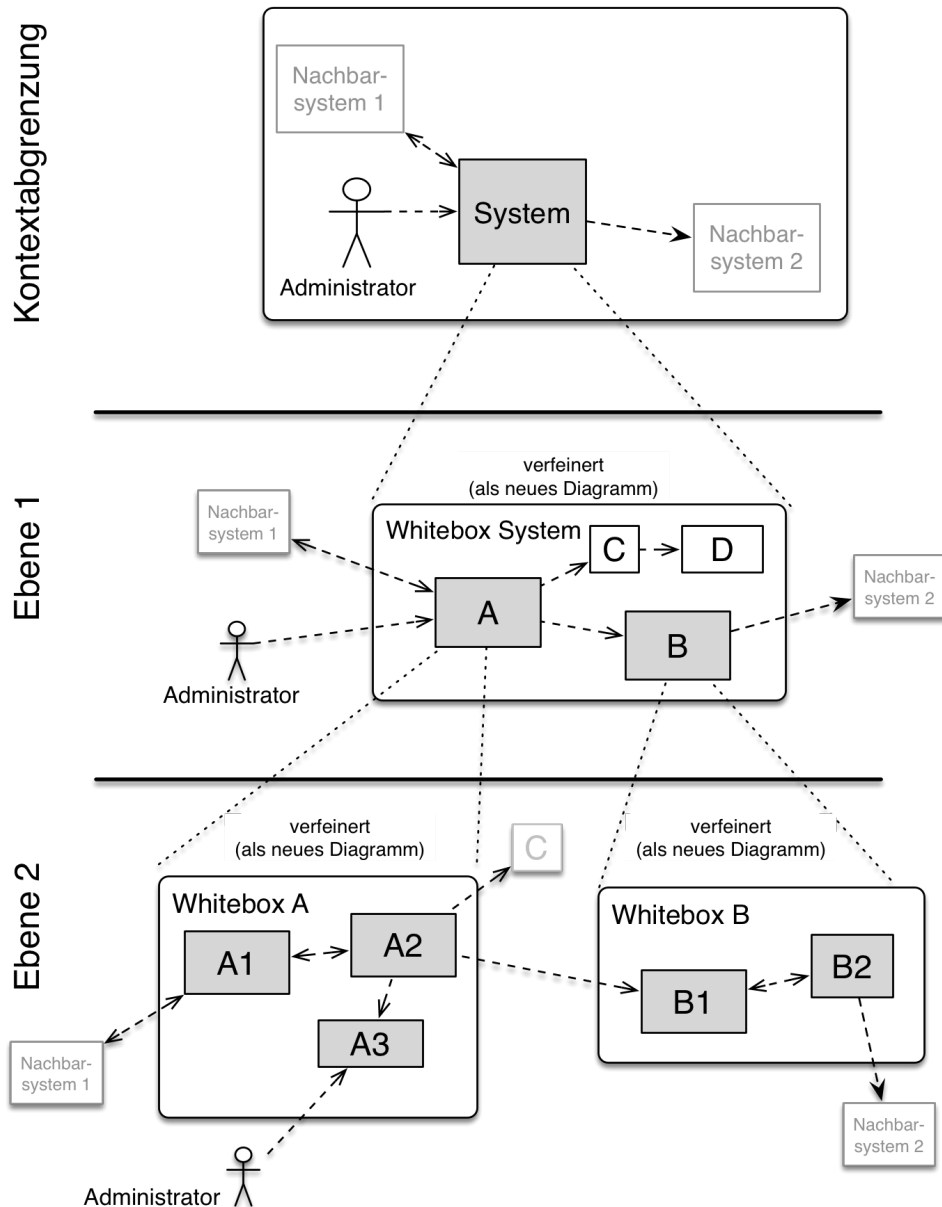 Kontextabgrenzung
Nachbar-
system 1
System
Administrator
Nachbar-
system 2
Ebene 1
verfeinert
(als neues Diagramm)
Nachbar-
system 1
Whitebox System
C
D
A
B
Nachbar-
system 2
Administrator
Ebene 2
verfeinert
(als neues Diagramm)
C
verfeinert
(als neues Diagramm)
Whitebox A
A1
A2
A3
Nachbar-
system 1
Administrator
Whitebox B
B1
B2
Nachbar-
system 2